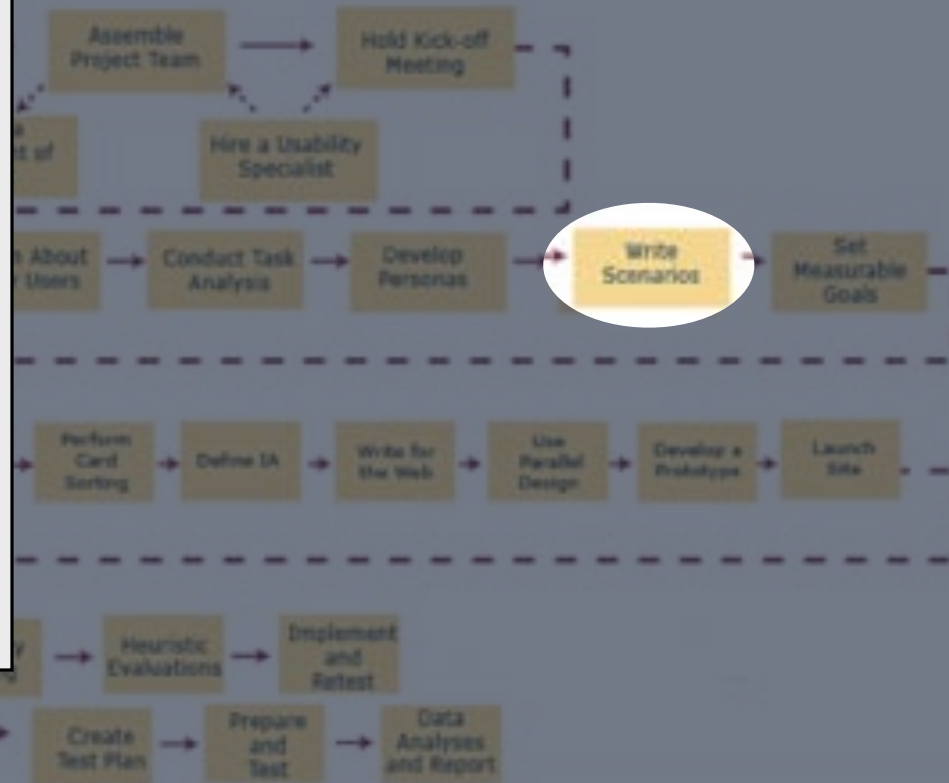 Assemble
Project Team
Hold Kick-off
Meeting
a
t of
Hire a Usability
Specialist
About
Users
Conduct Task
Analysis
Develop
Personas
Write
Scenarios
Set
Measurable
Goals
Perform
Card
Sorting
Define IA
Write for
the Web
Use
Parallel
Design
Develop a
Prototype
Launch
Site
Heuristic
Evaluations
Implement
and
Retest
Create
Test Plan
Prepare
and
Test
Data
Analyses
and Report